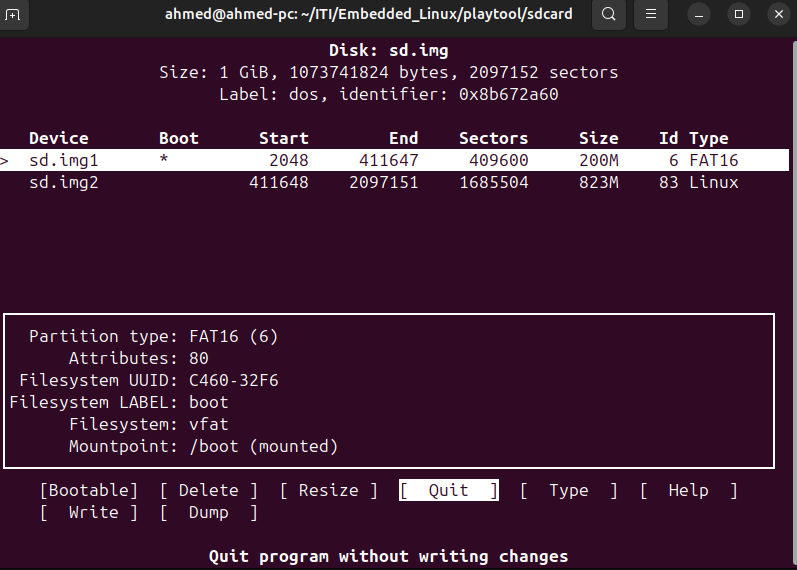 ahmed@ahmed-pc: ~/ITI/Embedded_Linux/playtool/sdcard
Disk: sd.img
Size: 1 GiB, 1073741824 bytes, 2097152 sectors
Label: dos, identifier: 0x8b672a60
Device Boot Start End Sectors Size Id Type
> sd.img1 * 2048 411647 409600 200M 6 FAT16
sd.img2 411648 2097151 1685504 823M 83 Linux
Partition type: FAT16 (6)
Attributes: 80
Filesystem UUID: C460-32F6
Filesystem LABEL: boot
Filesystem: vfat
Mountpoint: /boot (mounted)
[Bootable] [ Delete ] [ Resize ] [ Quit ] [ Type ] [ Help ]
[ Write ] [ Dump ]
Quit program without writing changes